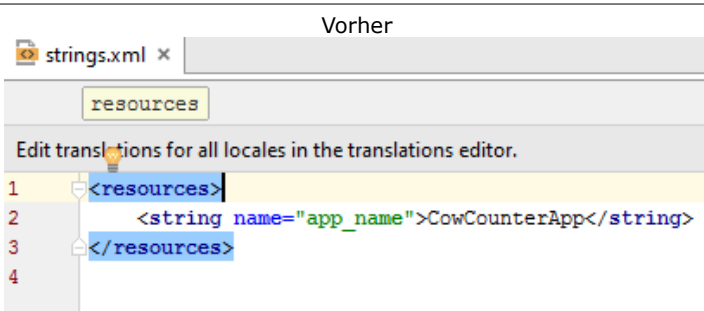 Vorher
strings.xml ×
resources
Edit translations for all locales in the translations editor.
1 <resources>
2 <string name="app_name">CowCounterApp</string>
3 </resources>
4